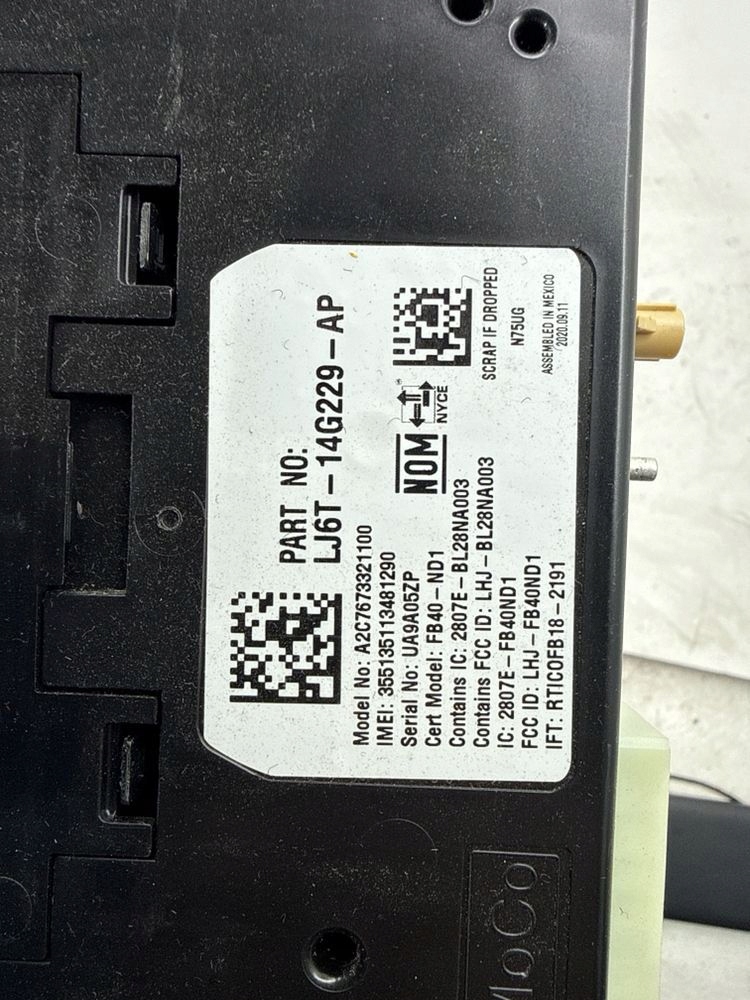 PART NO:
LJ6T-14G229-AP
Model No: A2C7673321100
IMEI: 355135113481290
Serial No: UA9A05ZP
Cert Model: FB40-ND1
Contains IC: 2807E-BL28NA003
Contains FCC ID: LHJ-BL28NA003
IC: 2807E-FB40ND1
FCC ID: LHJ-FB40ND1
IFT: RTICOFB18-2191
NOM
NYCE
SCRAP IF DROPPED
N75UG
ASSEMBLED IN MEXICO
2020.09.11
MoCo